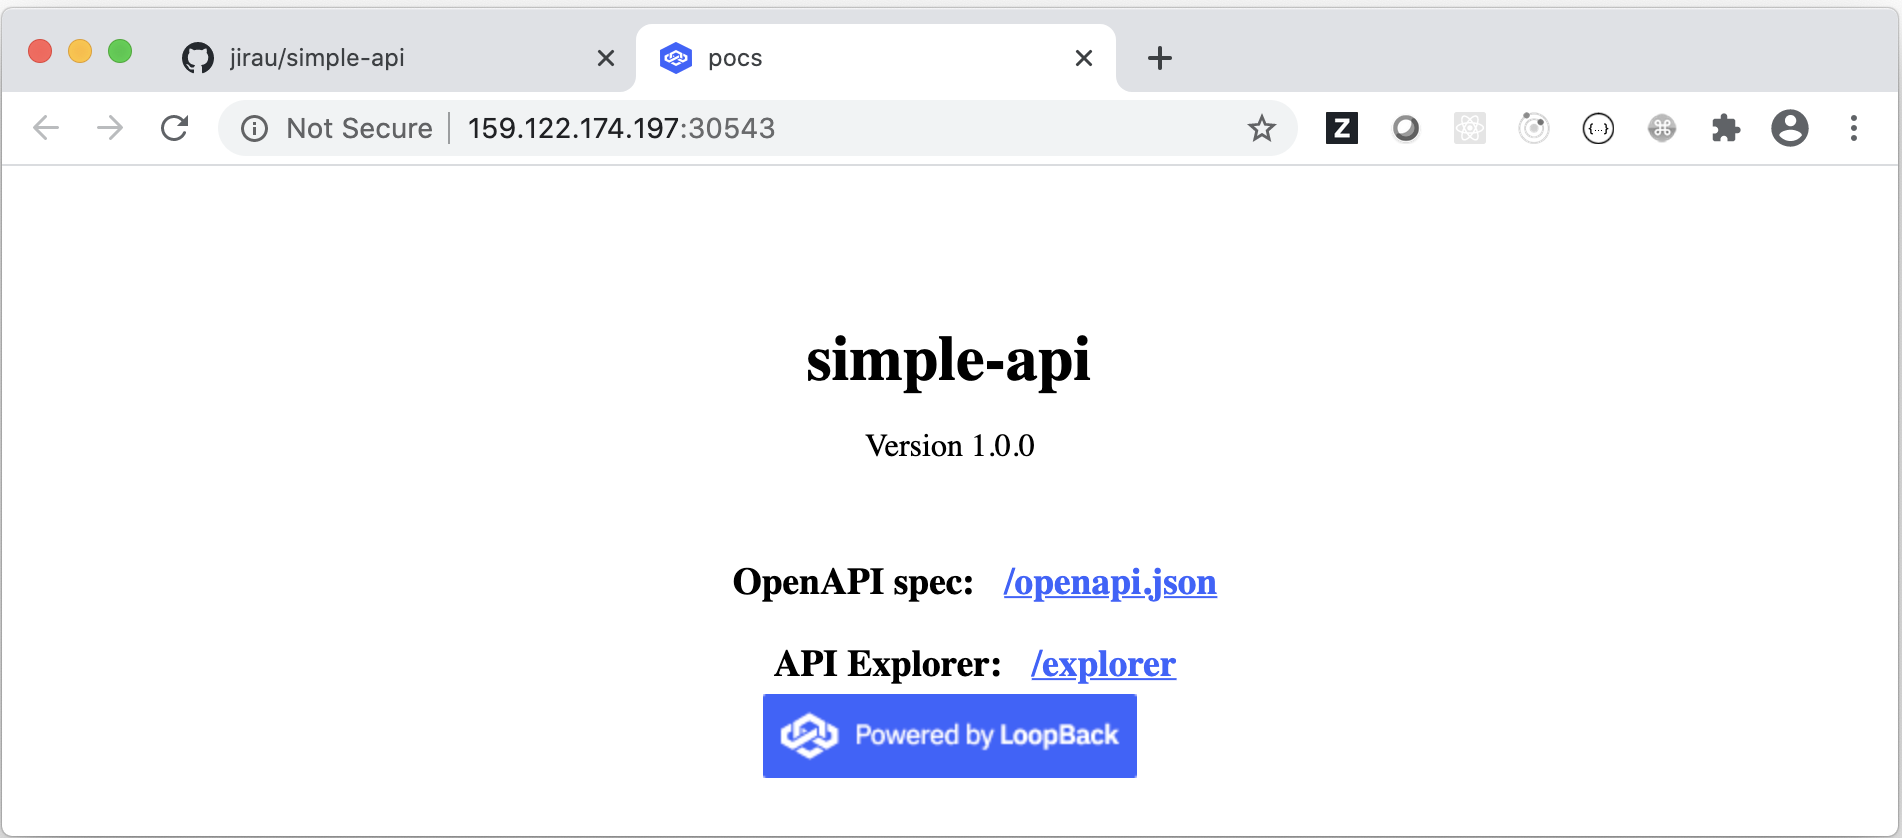 jirau/simple-api
pocs
Not Secure 159.122.174.197:30543
Z
{...}
simple-api
Version 1.0.0
OpenAPI spec: /openapi.json
API Explorer: /explorer
Powered by LoopBack